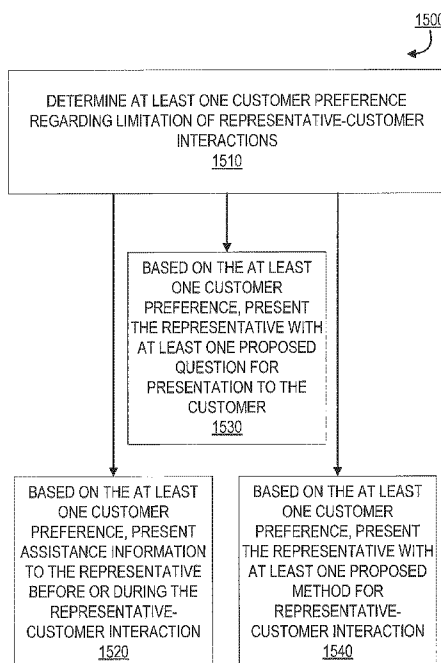 1500
DETERMINE AT LEAST ONE CUSTOMER PREFERENCE
REGARDING LIMITATION OF REPRESENTATIVE-CUSTOMER
INTERACTIONS
1510
BASED ON THE AT LEAST
ONE CUSTOMER
PREFERENCE, PRESENT
THE REPRESENTATIVE WITH
AT LEAST ONE PROPOSED
QUESTION FOR
PRESENTATION TO THE
CUSTOMER
1530
BASED ON THE AT LEAST
ONE CUSTOMER
PREFERENCE, PRESENT
ASSISTANCE INFORMATION
TO THE REPRESENTATIVE
BEFORE OR DURING THE
REPRESENTATIVE-
CUSTOMER INTERACTION
1520
BASED ON THE AT LEAST
ONE CUSTOMER
PREFERENCE, PRESENT
THE REPRESENTATIVE WITH
AT LEAST ONE PROPOSED
METHOD FOR
REPRESENTATIVE-
CUSTOMER INTERACTION
1540